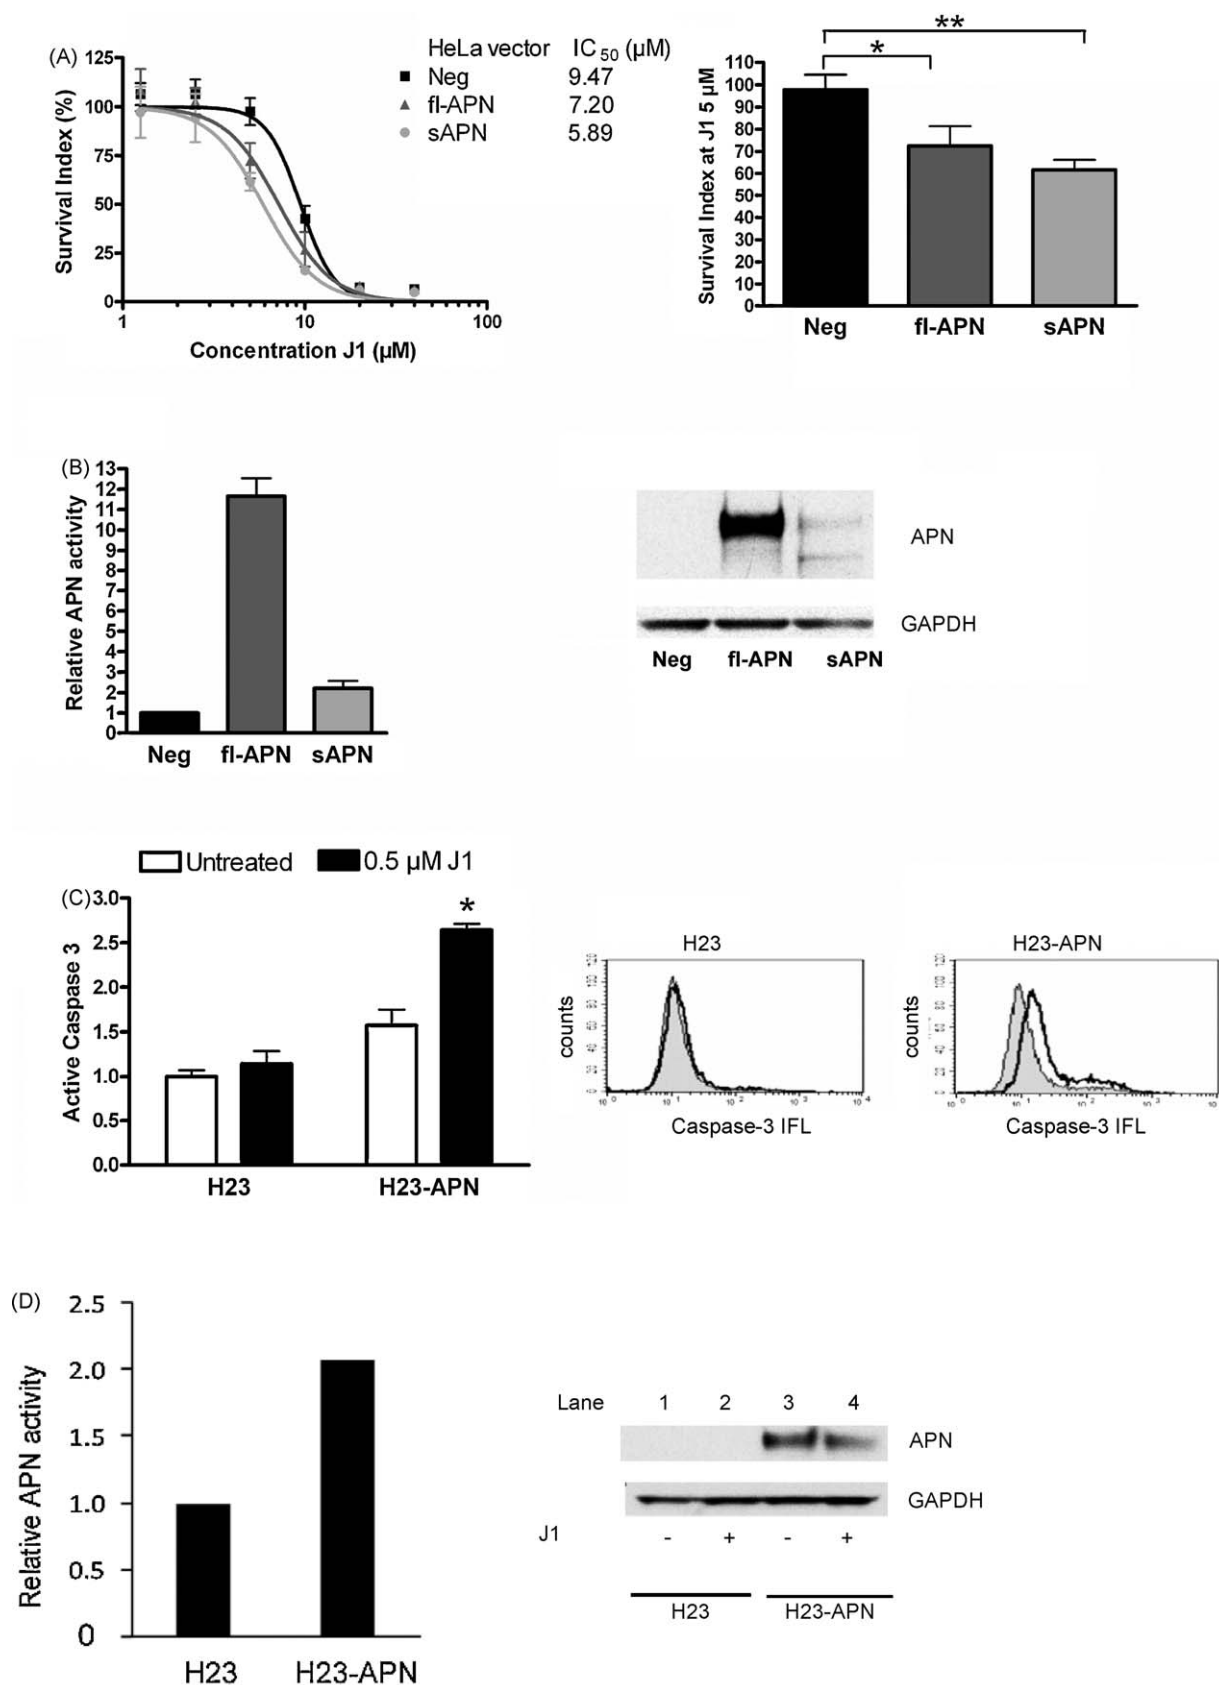 (A)
HeLa vector IC50 (µM)
Neg 9.47
fl-APN 7.20
sAPN 5.89
Survival Index (%)
125
100
75
50
25
0
1 10 100
Concentration J1 (µM)
**
*
Survival Index at J1 5 µM
110
100
90
80
70
60
50
40
30
20
10
0
Neg fl-APN sAPN
(B)
Relative APN activity
13
12
11
10
9
8
7
6
5
4
3
2
1
0
Neg fl-APN sAPN
APN
GAPDH
Neg fl-APN sAPN
Untreated 0.5 µM J1
(C)
Active Caspase 3
3.0
2.5
2.0
1.5
1.0
0.5
0.0
*
H23 H23-APN
H23
counts
Caspase-3 IFL
H23-APN
counts
Caspase-3 IFL
(D)
Relative APN activity
2.5
2.0
1.5
1.0
0.5
0
H23 H23-APN
Lane 1 2 3 4
APN
GAPDH
J1 - + - +
H23 H23-APN